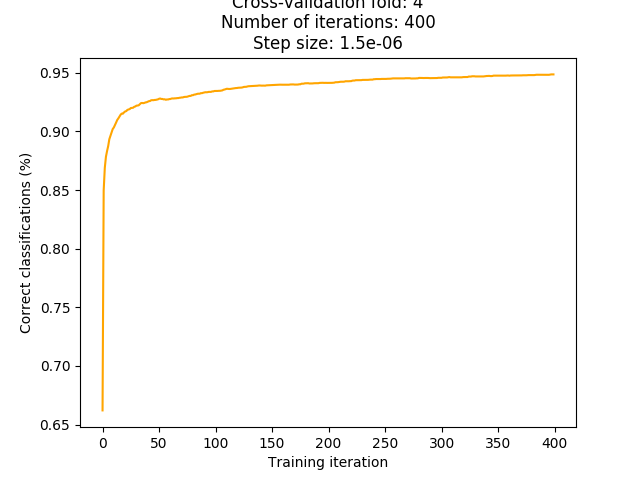 Cross-validation fold: 4
Number of iterations: 400
Step size: 1.5e-06
0.95
0.90
0.85
0.80
0.75
0.70
0.65
Correct classifications (%)
0 50 100 150 200 250 300 350 400
Training iteration